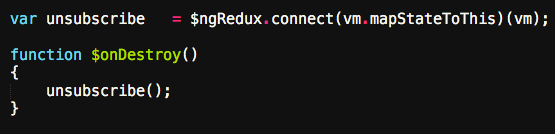 var unsubscribe   = $ngRedux.connect(vm.mapStateToThis)(vm);
function $onDestroy()
{
    unsubscribe();
}